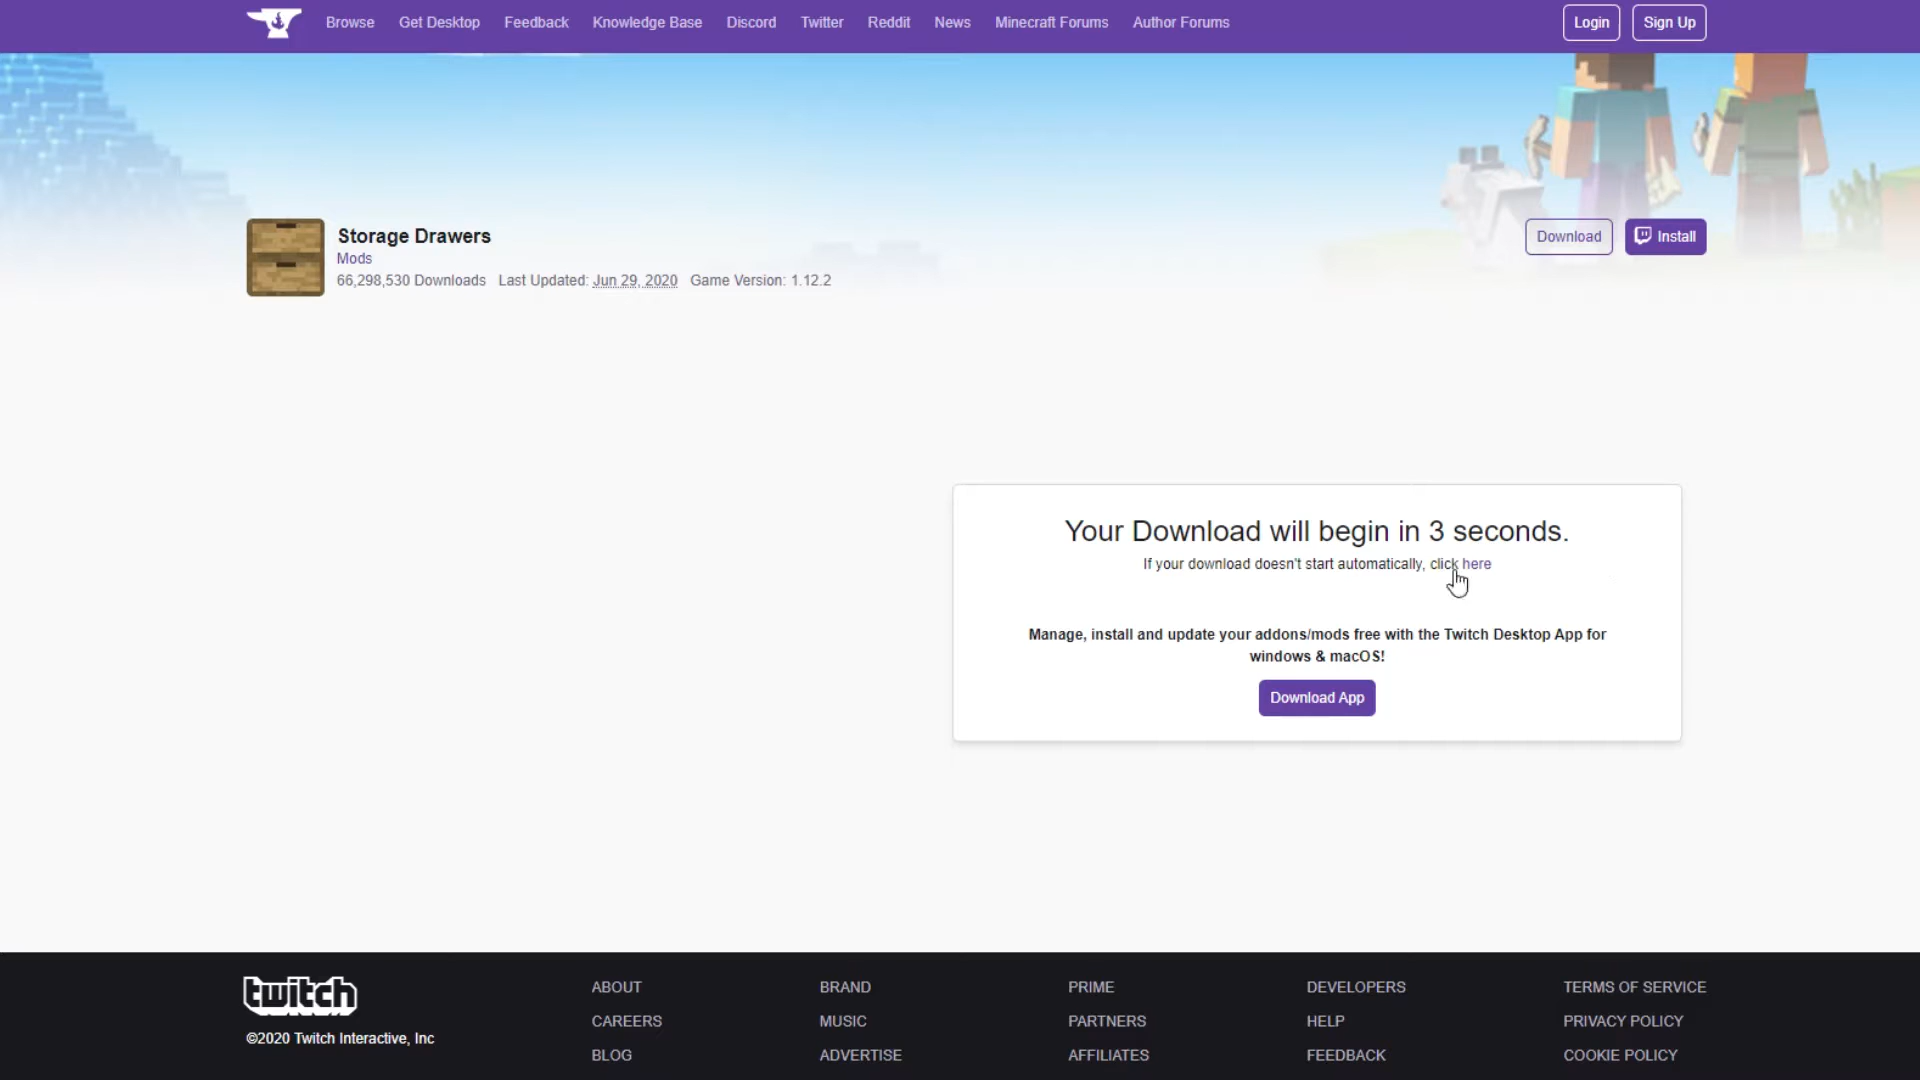 Browse Get Desktop Feedback Knowledge Base Discord Twitter Reddit News Minecraft Forums Author Forums Login Sign Up
Storage Drawers
Mods
66,298,530 Downloads Last Updated: Jun 29, 2020 Game Version: 1.12.2
Download Install
Your Download will begin in 3 seconds.
If your download doesn't start automatically, click here
Manage, install and update your addons/mods free with the Twitch Desktop App for
windows & macOS!
Download App
twitch
©2020 Twitch Interactive, Inc
ABOUT BRAND PRIME DEVELOPERS TERMS OF SERVICE
CAREERS MUSIC PARTNERS HELP PRIVACY POLICY
BLOG ADVERTISE AFFILIATES FEEDBACK COOKIE POLICY